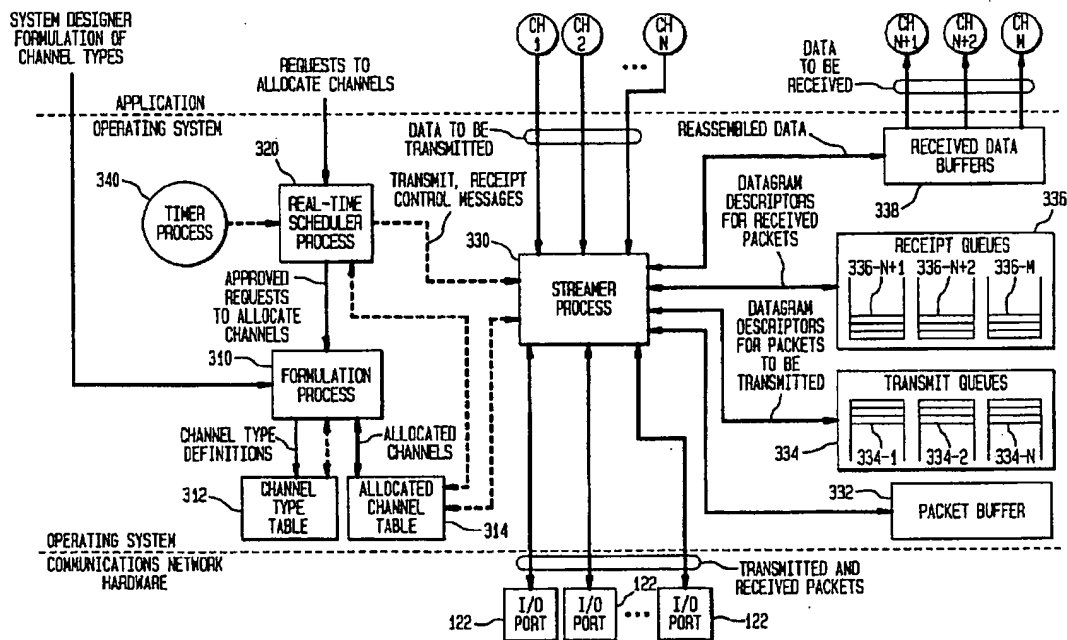 SYSTEM DESIGNER
FORMULATION OF
CHANNEL TYPES
REQUESTS TO
ALLOCATE CHANNELS
APPLICATION
OPERATING SYSTEM
CH
1
CH
2
...
CH
N
CH
N+1
CH
N+2
CH
M
DATA
TO BE
RECEIVED
DATA TO BE
TRANSMITTED
REASSEMBLED DATA
RECEIVED DATA
BUFFERS
338
340
TIMER
PROCESS
320
REAL-TIME
SCHEDULER
PROCESS
TRANSMIT, RECEIPT
CONTROL MESSAGES
330
STREAMER
PROCESS
DATAGRAM
DESCRIPTORS
FOR RECEIVED
PACKETS
336
RECEIPT QUEUES
336-N+1
336-N+2
336-M
APPROVED
REQUESTS
TO ALLOCATE
CHANNELS
310
FORMULATION
PROCESS
DATAGRAM
DESCRIPTORS
FOR PACKETS
TO BE
TRANSMITTED
TRANSMIT QUEUES
334
334-1
334-2
334-N
CHANNEL TYPE
DEFINITIONS
ALLOCATED
CHANNELS
312
CHANNEL
TYPE
TABLE
ALLOCATED
CHANNEL
TABLE
314
332
PACKET BUFFER
OPERATING SYSTEM
COMMUNICATIONS NETWORK
HARDWARE
TRANSMITTED AND
RECEIVED PACKETS
122
I/O
PORT
I/O
PORT
122
...
I/O
PORT
122